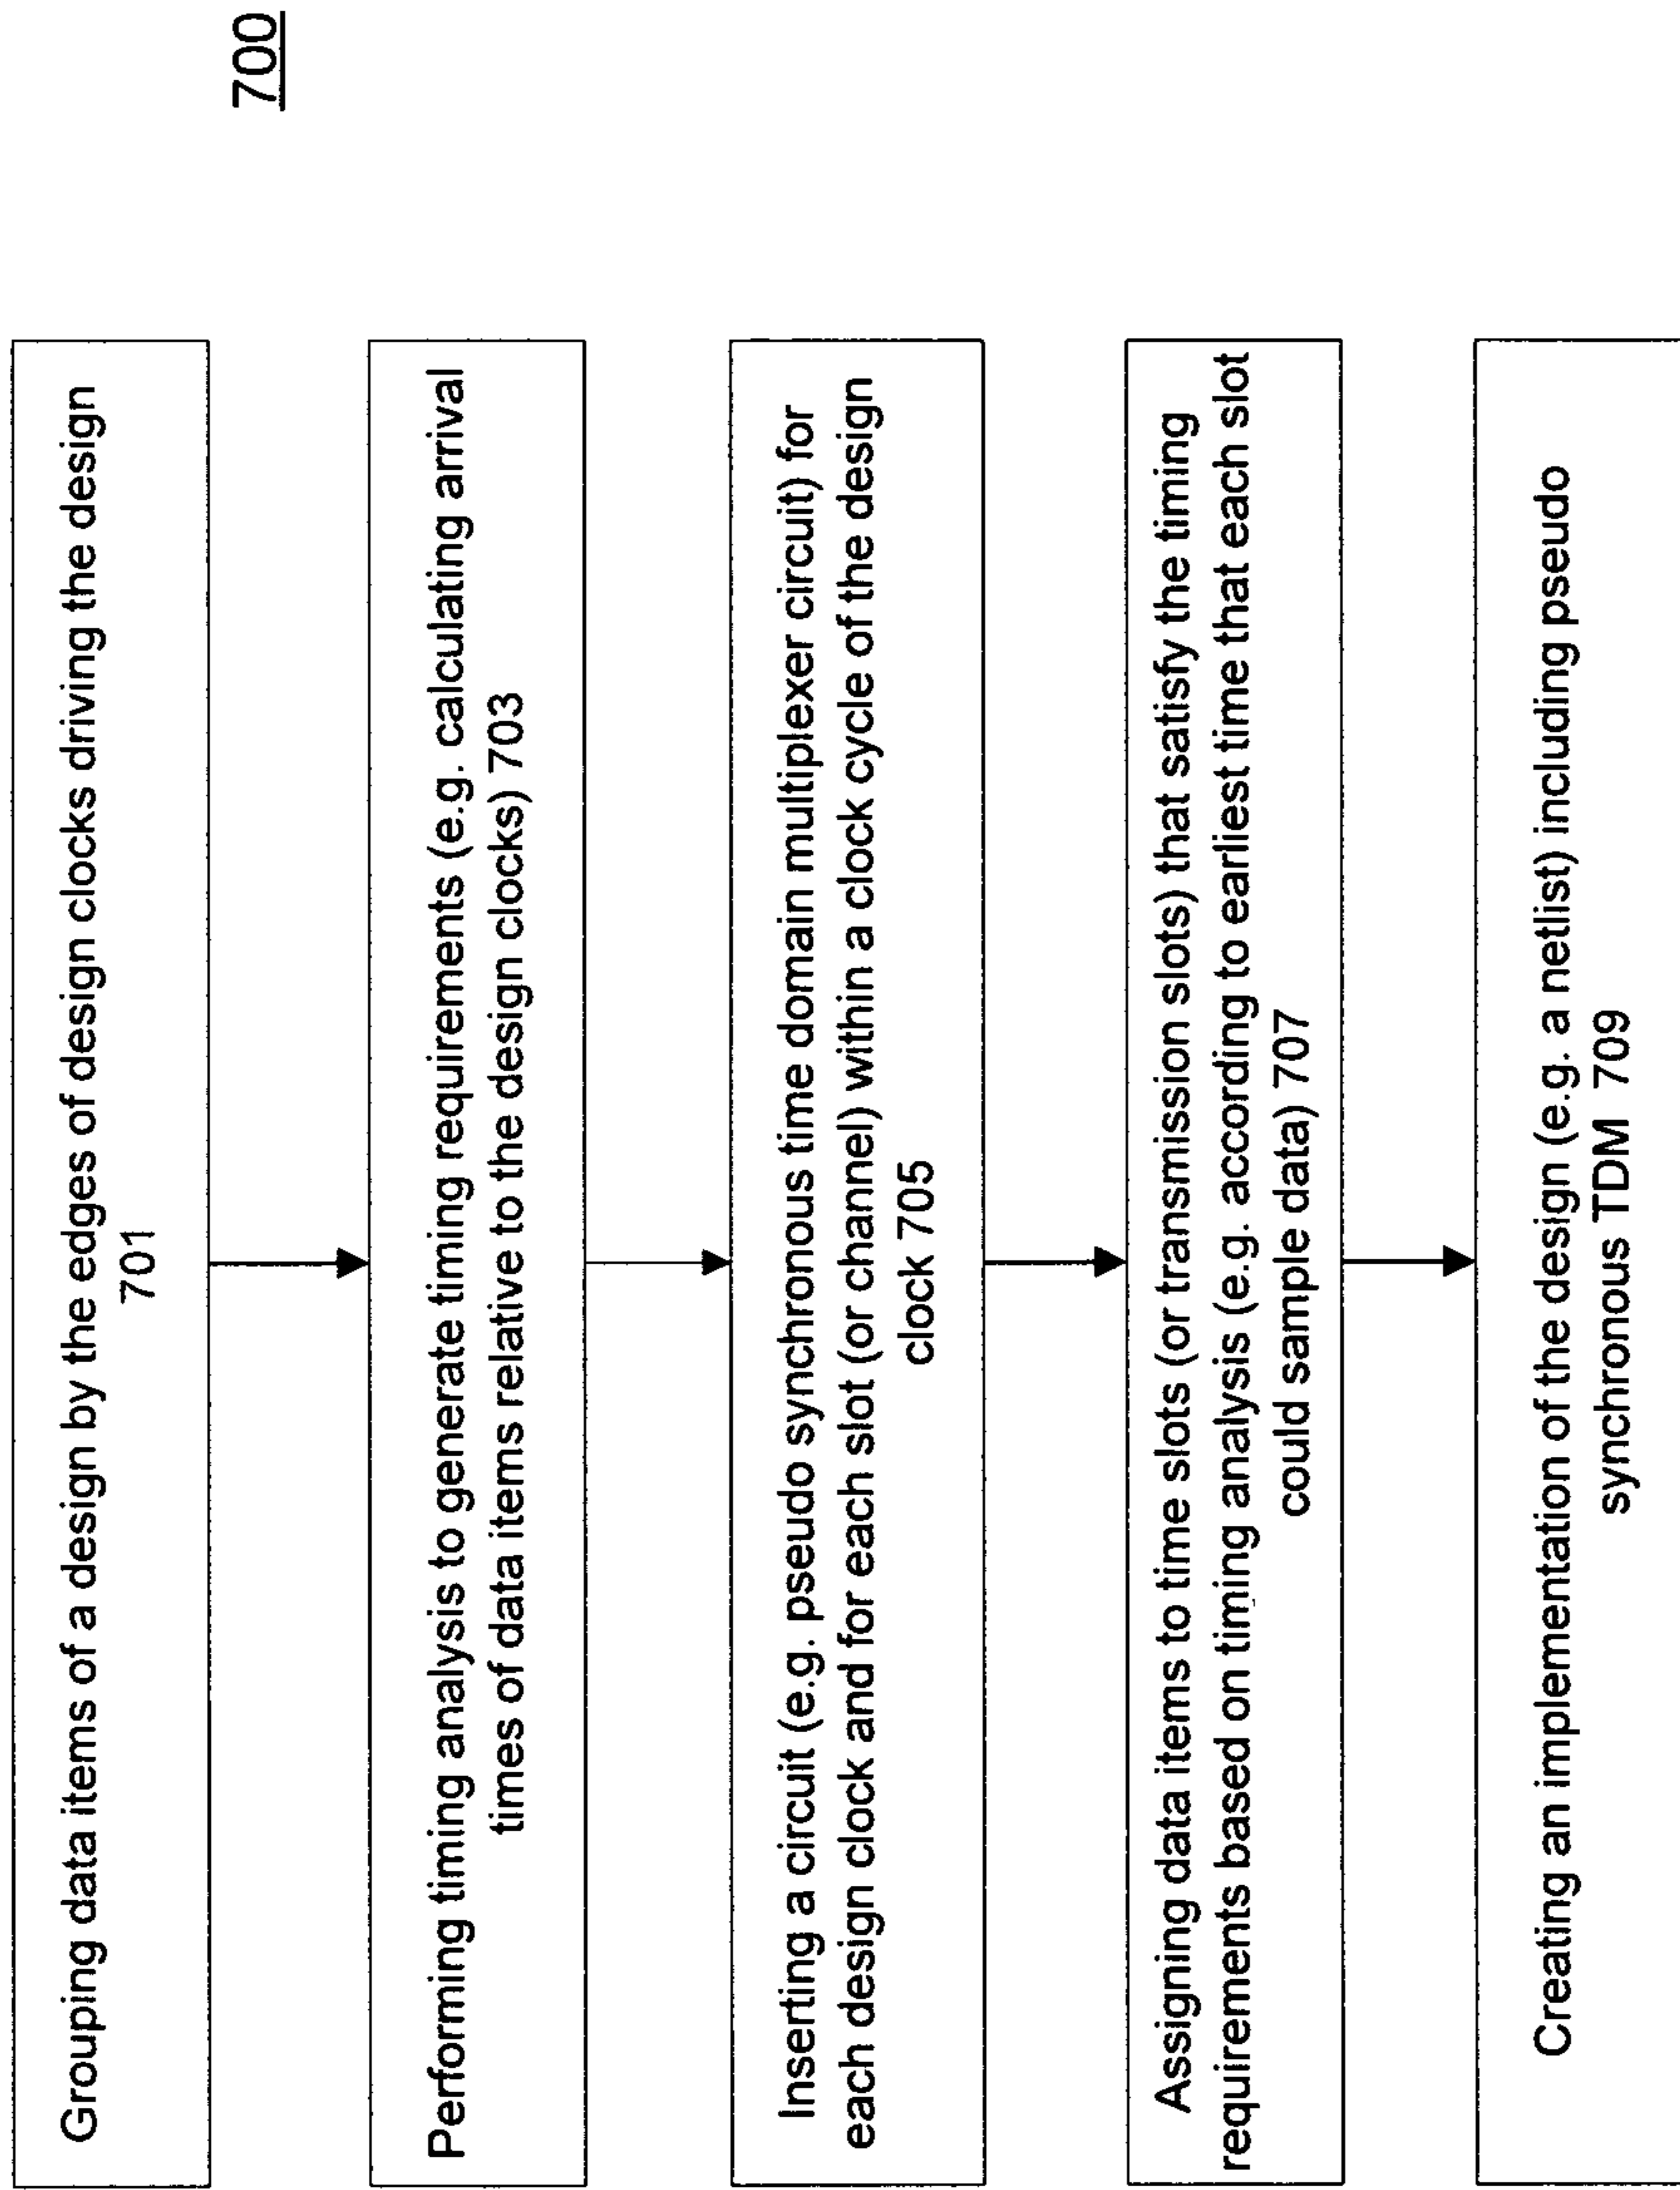 700
Grouping data items of a design by the edges of design clocks driving the design
701
Performing timing analysis to generate timing requirements (e.g. calculating arrival
times of data items relative to the design clocks) 703
Inserting a circuit (e.g. pseudo synchronous time domain multiplexer circuit) for
each design clock and for each slot (or channel) within a clock cycle of the design
clock 705
Assigning data items to time slots (or transmission slots) that satisfy the timing
requirements based on timing analysis (e.g. according to earliest time that each slot
could sample data) 707
Creating an implementation of the design (e.g. a netlist) including pseudo
synchronous TDM 709